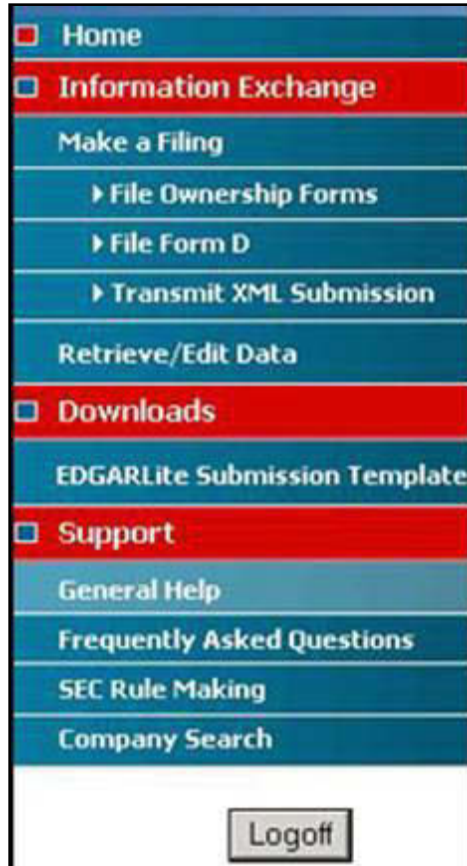 Home
Information Exchange
Make a Filing
File Ownership Forms
File Form D
Transmit XML Submission
Retrieve/Edit Data
Downloads
EDGARLite Submission Template
Support
General Help
Frequently Asked Questions
SEC Rule Making
Company Search
Logoff